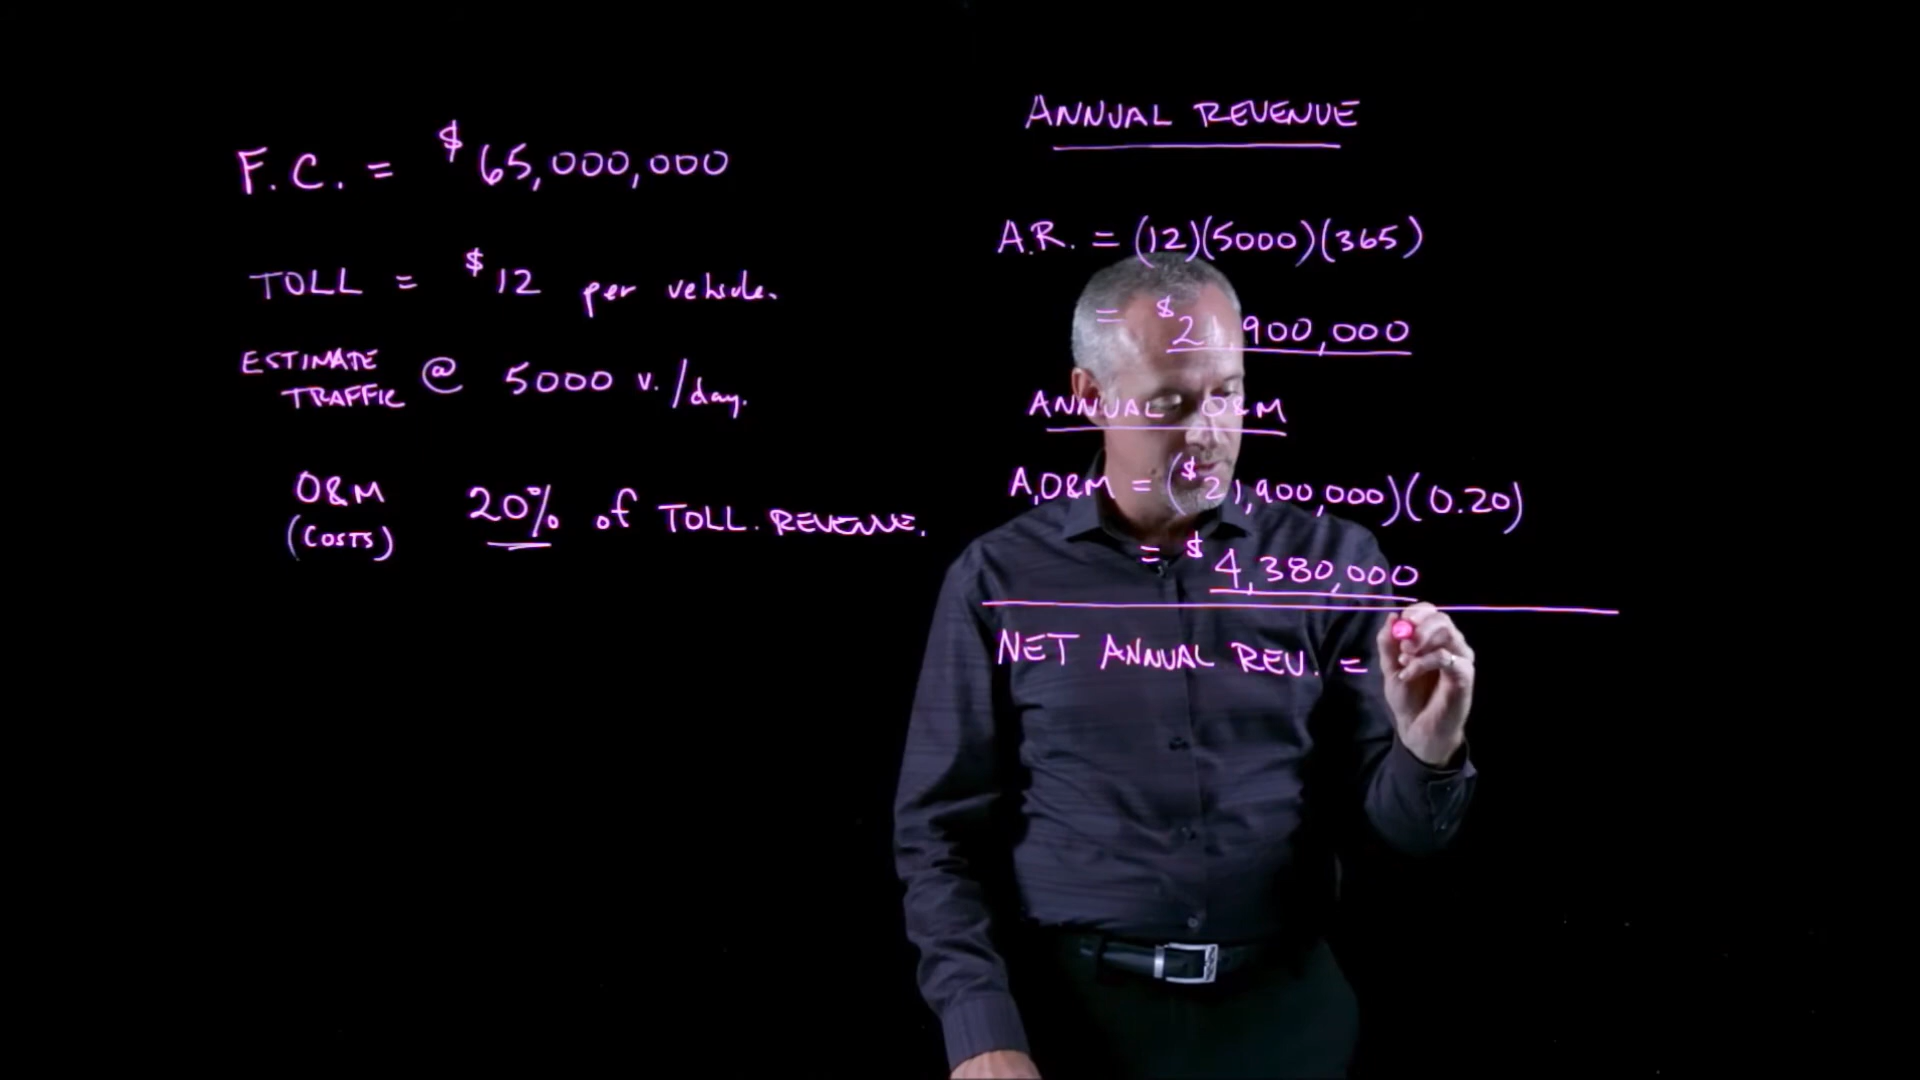 F.C. = $65,000,000
TOLL = $12 per vehicle.
ESTIMATE
TRAFFIC @ 5000 v./day.
O&M
(COSTS) 20% of TOLL. REVENUE.
ANNUAL REVENUE
A.R. = (12)(5000)(365)
= $21,900,000
ANNUAL O&M
A.O&M = ($21,900,000)(0.20)
= $4,380,000
NET ANNUAL REV. =